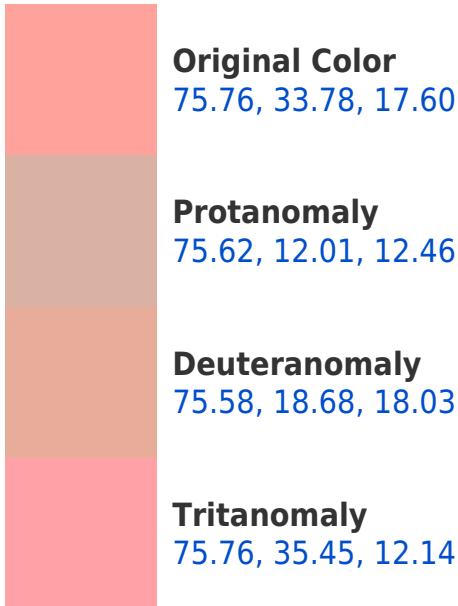 Original Color
75.76, 33.78, 17.60
Protanomaly
75.62, 12.01, 12.46
Deuteranomaly
75.58, 18.68, 18.03
Tritanomaly
75.76, 35.45, 12.14